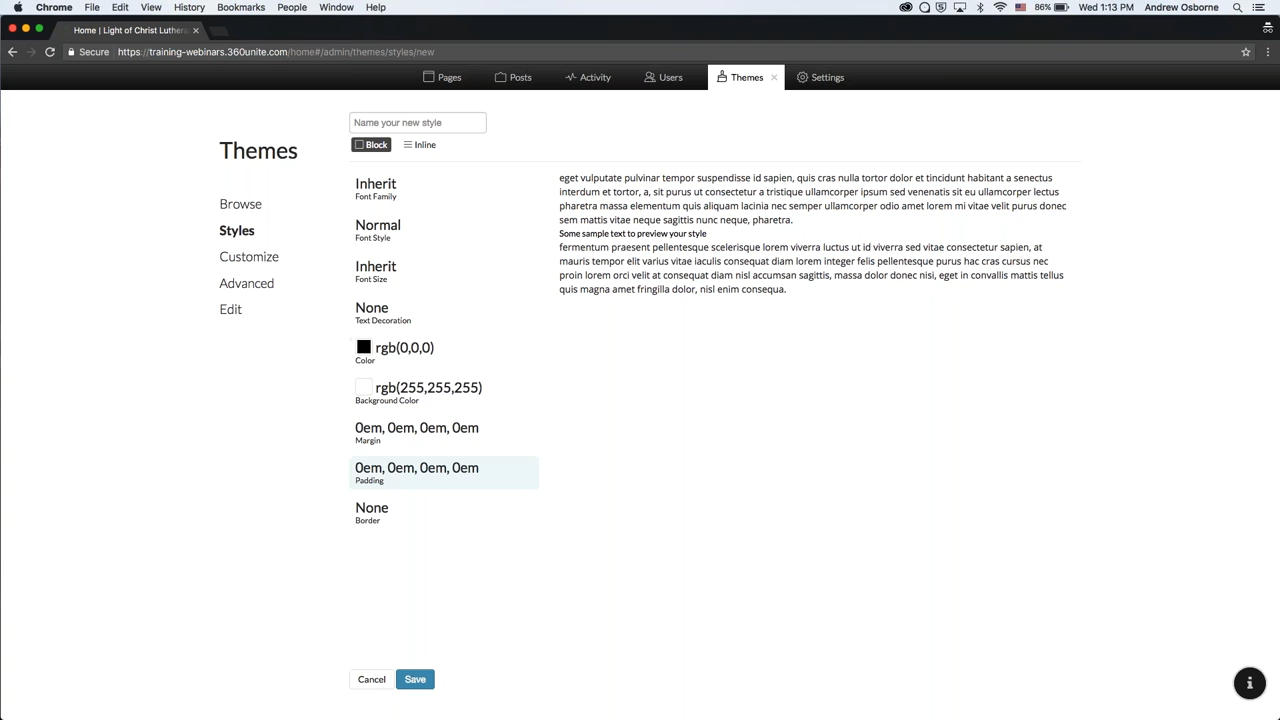 Chrome File Edit View History Bookmarks People Window Help 86% Wed 1:13 PM Andrew Osborne
Home | Light of Christ Luthera
Secure https://training-webinars.360unite.com/home#/admin/themes/styles/new
Pages Posts Activity Users Themes Settings
Name your new style
Block Inline
Themes
Browse
Styles
Customize
Advanced
Edit
Inherit
Font Family
Normal
Font Style
Inherit
Font Size
None
Text Decoration
rgb(0,0,0)
Color
rgb(255,255,255)
Background Color
0em, 0em, 0em, 0em
Margin
0em, 0em, 0em, 0em
Padding
None
Border
eget vulputate pulvinar tempor suspendisse id sapien, quis cras nulla tortor dolor et tincidunt habitant a senectus
interdum et tortor, a, sit purus ut consectetur a tristique ullamcorper ipsum sed venenatis sit eu ullamcorper lectus
pharetra massa elementum quis aliquam lacinia nec semper ullamcorper odio amet lorem mi vitae velit purus donec
sem mattis vitae neque sagittis nunc neque, pharetra.
Some sample text to preview your style
fermentum praesent pellentesque scelerisque lorem viverra luctus ut id viverra sed vitae consectetur sapien, at
mauris tempor elit varius vitae iaculis consequat diam lorem integer felis pellentesque purus hac cras cursus nec
proin lorem orci velit at consequat diam nisl accumsan sagittis, massa dolor donec nisi, eget in convallis mattis tellus
quis magna amet fringilla dolor, nisl enim consequa.
Cancel Save